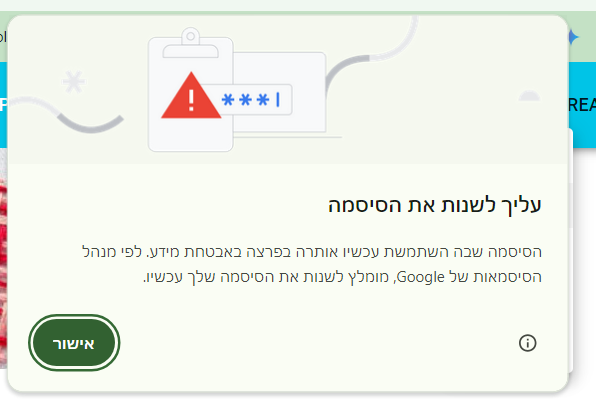 ***|
REA
עליך לשנות את הסיסמה
הסיסמה שבה השתמשת עכשיו אותרה בפרצה באבטחת מידע. לפי מנהל
הסיסמאות של Google, מומלץ לשנות את הסיסמה שלך עכשיו.
אישור